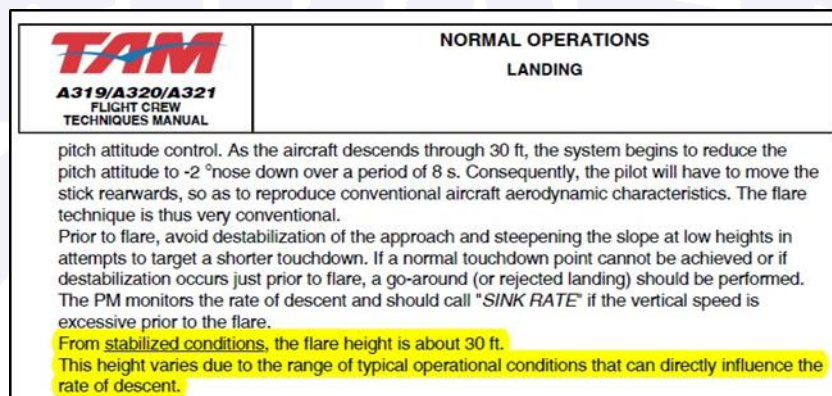 TAM
A319/A320/A321
FLIGHT CREW
TECHNIQUES MANUAL
NORMAL OPERATIONS
LANDING
pitch attitude control. As the aircraft descends through 30 ft, the system begins to reduce the
pitch attitude to -2 °nose down over a period of 8 s. Consequently, the pilot will have to move the
stick rearwards, so as to reproduce conventional aircraft aerodynamic characteristics. The flare
technique is thus very conventional.
Prior to flare, avoid destabilization of the approach and steepening the slope at low heights in
attempts to target a shorter touchdown. If a normal touchdown point cannot be achieved or if
destabilization occurs just prior to flare, a go-around (or rejected landing) should be performed.
The PM monitors the rate of descent and should call "SINK RATE" if the vertical speed is
excessive prior to the flare.
From stabilized conditions, the flare height is about 30 ft.
This height varies due to the range of typical operational conditions that can directly influence the
rate of descent.